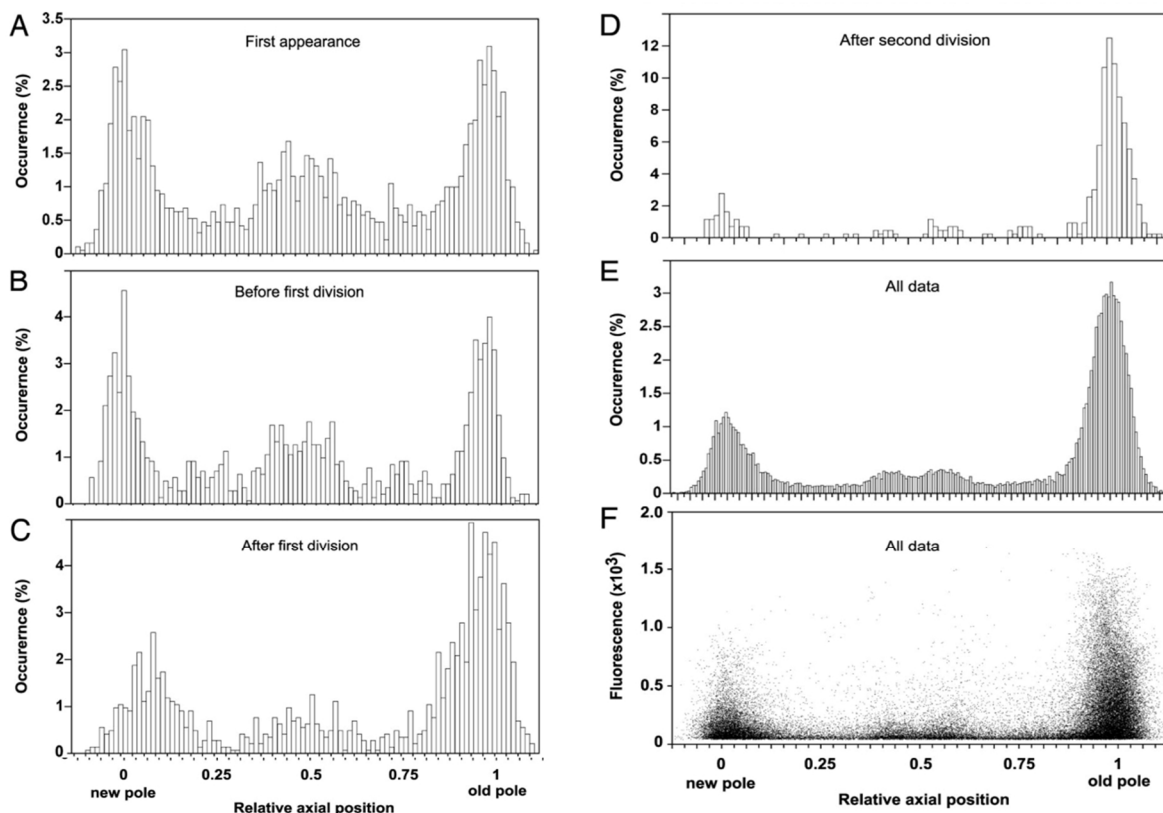 A
First appearance
Occurernce (%)
3.5
3
2.5
2
1.5
1
0.5
0
B
Before first division
Occurernce (%)
4
3
2
1
0
C
After first division
Occurernce (%)
4
3
2
1
0
0 0.25 0.5 0.75 1
new pole old pole
Relative axial position
D
After second division
Occurernce (%)
12
10
8
6
4
2
0
E
All data
Occurernce (%)
3
2.5
2
1.5
1
0.5
0
F
All data
Fluorescence (x10³)
2.0
1.5
1.0
0.5
0
0 0.25 0.5 0.75 1
new pole old pole
Relative axial position